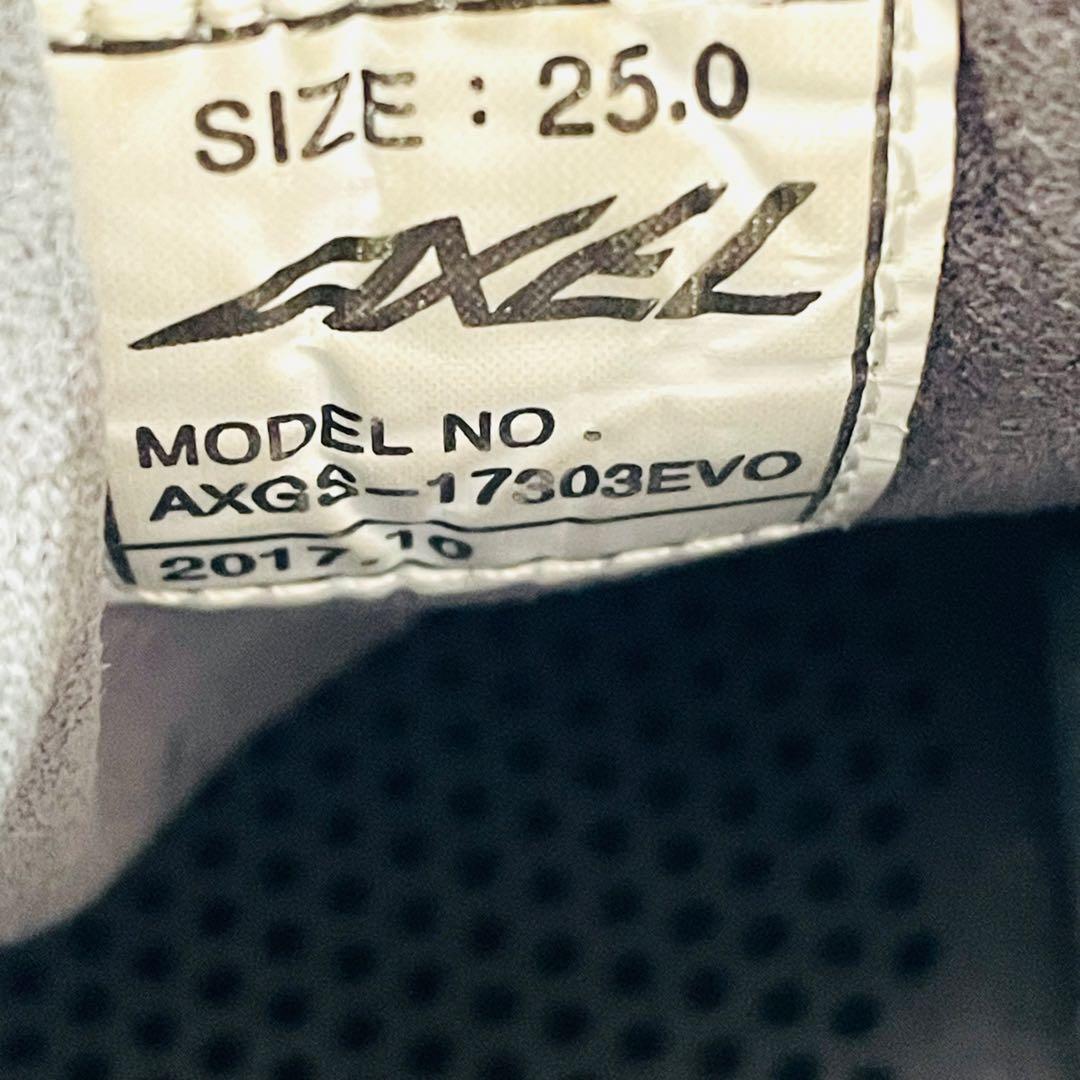 SIZE : 25.0
AXEL
MODEL NO.
AXGS-17303EVO
2017.10